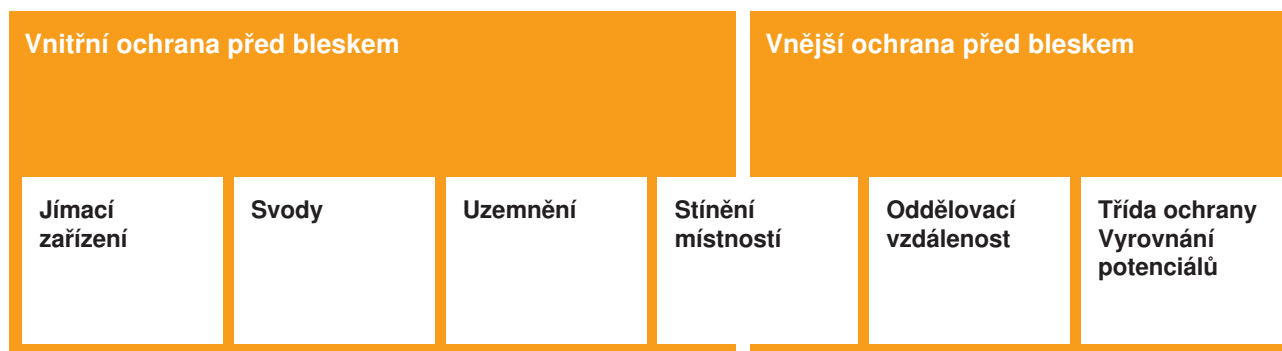 Vnitřní ochrana před bleskem
Vnější ochrana před bleskem
Jímací
zařízení
Svody
Uzemnění
Stínění
místností
Oddělovací
vzdálenost
Třída ochrany
Vyrovnání
potenciálů